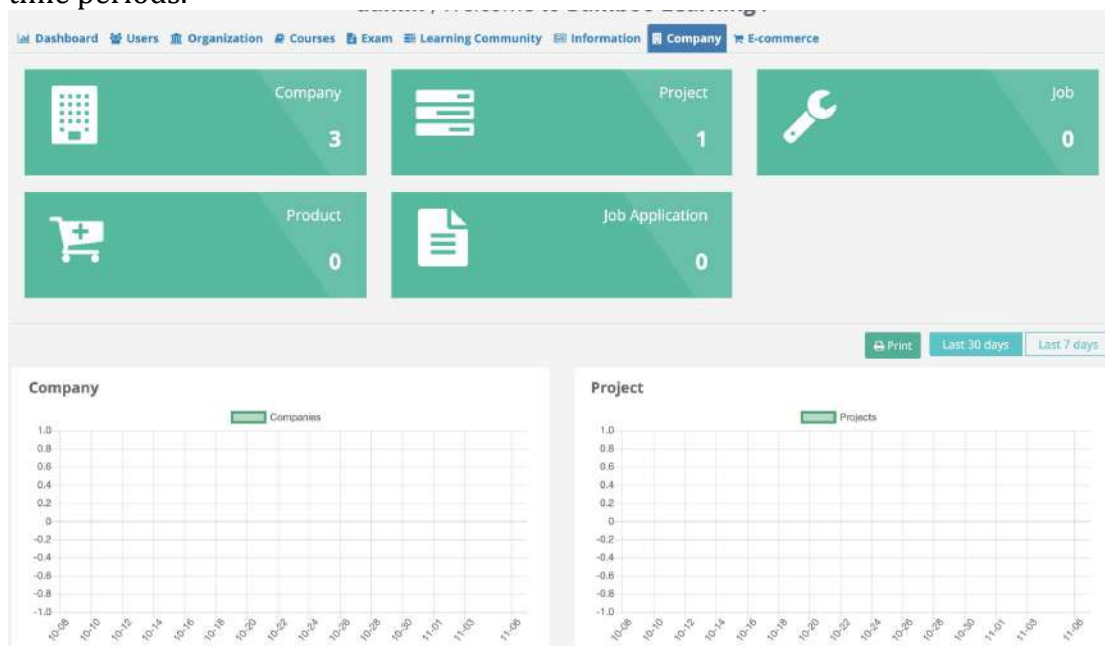 time periods.
Dashboard Users Organization Courses Exam Learning Community Information Company E-commerce
Company
3
Project
1
Job
0
Product
0
Job Application
0
Print Last 30 days Last 7 days
Company
Companies
1.0
0.8
0.6
0.4
0.2
0
-0.2
-0.4
-0.6
-0.8
-1.0
10-08 10-10 10-12 10-14 10-16 10-18 10-20 10-22 10-24 10-26 10-28 10-30 11-01 11-03 11-06
Project
Projects
1.0
0.8
0.6
0.4
0.2
0
-0.2
-0.4
-0.6
-0.8
-1.0
10-08 10-10 10-12 10-14 10-16 10-18 10-20 10-22 10-24 10-26 10-28 10-30 11-01 11-03 11-06